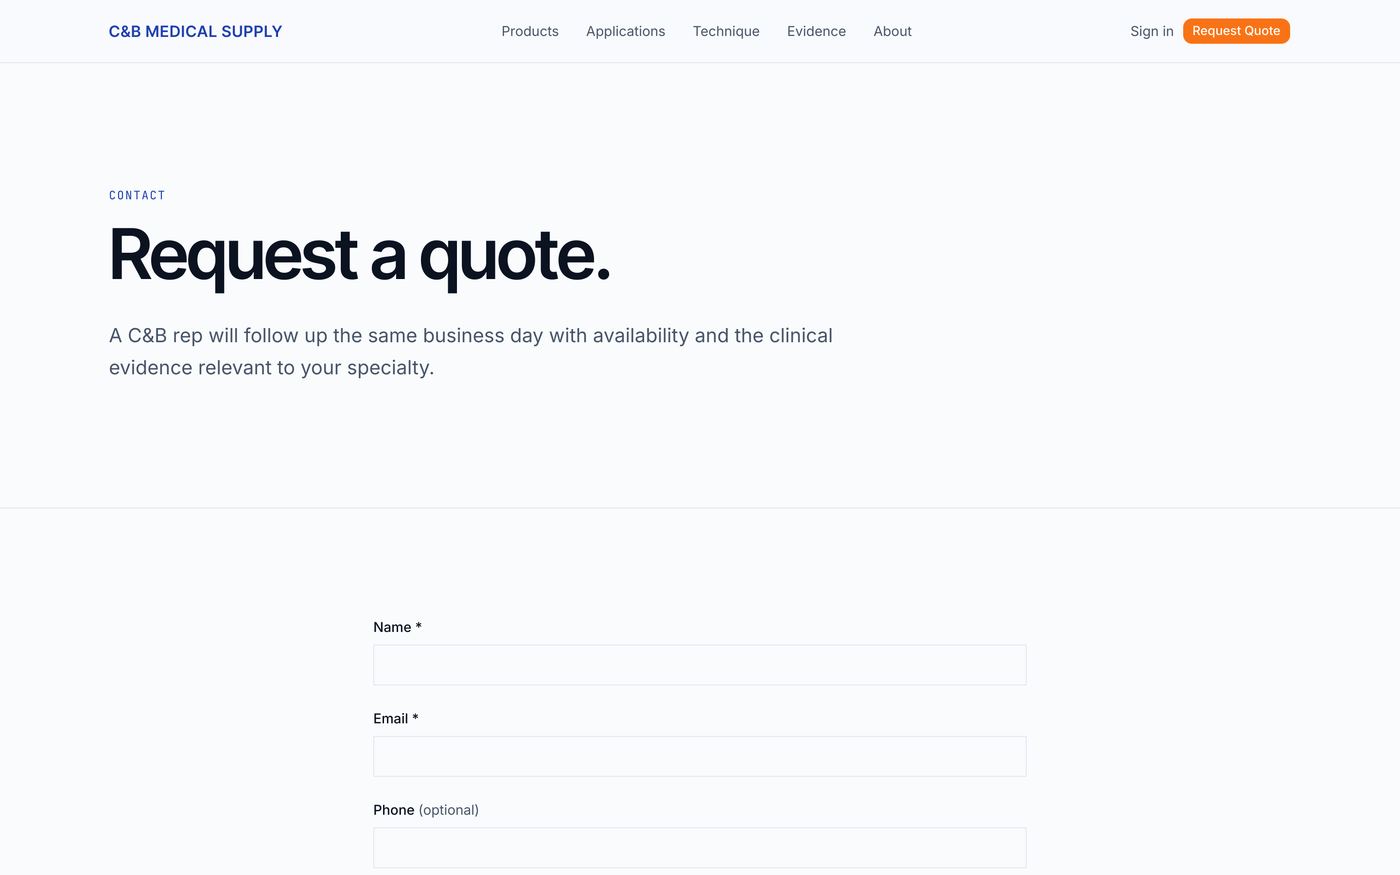 C&B MEDICAL SUPPLY
Products
Applications
Technique
Evidence
About
Sign in
Request Quote
CONTACT
Request a quote.
A C&B rep will follow up the same business day with availability and the clinical
evidence relevant to your specialty.
Name *
Email *
Phone (optional)